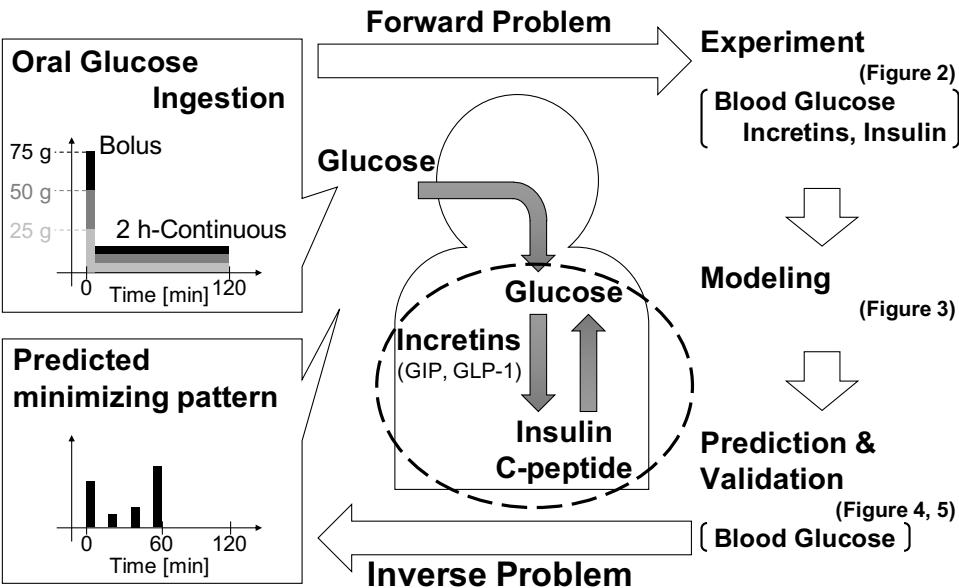 Forward Problem
Oral Glucose
Ingestion
75 g
Bolus
50 g
25 g
2 h-Continuous
0
120
Time [min]
Predicted
minimizing pattern
0
60
120
Time [min]
Glucose
Glucose
Incretins
(GIP, GLP-1)
Insulin
C-peptide
Experiment
(Figure 2)
Blood Glucose
Incretins, Insulin
Modeling
(Figure 3)
Prediction &
Validation
(Figure 4, 5)
Blood Glucose
Inverse Problem